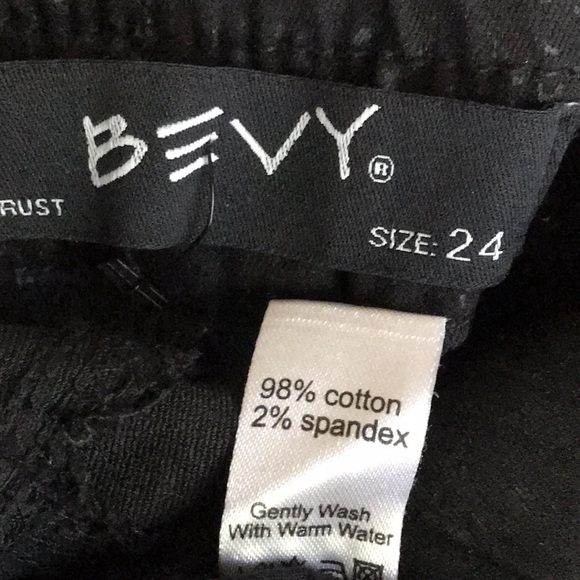 BEVY®
RUST
SIZE: 24
98% cotton
2% spandex
Gently Wash
With Warm Water